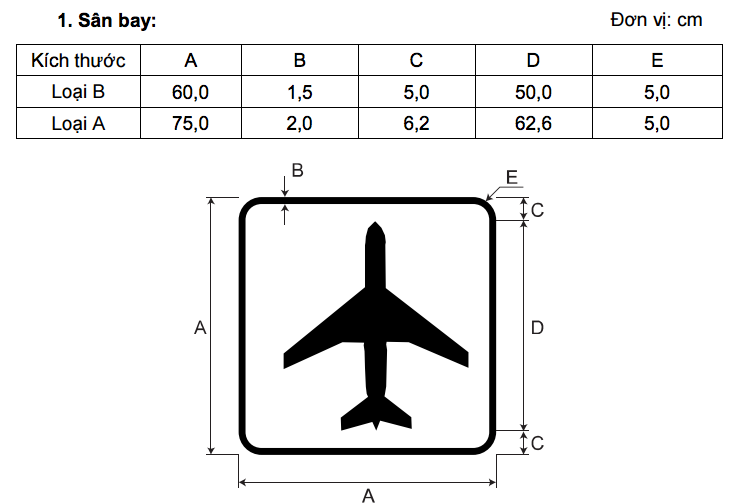 1. Sân bay: Đơn vị: cm
Kích thước A B C D E
Loại B 60,0 1,5 5,0 50,0 5,0
Loại A 75,0 2,0 6,2 62,6 5,0
B
E
C
A
D
C
A